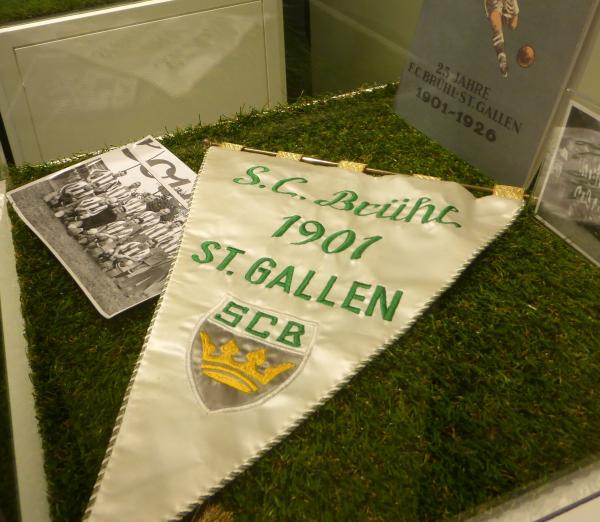 S.C. Brühl
1901
ST. GALLEN
SCB
25 JAHRE
F.C. BRÜHL-ST. GALLEN
1901-1926